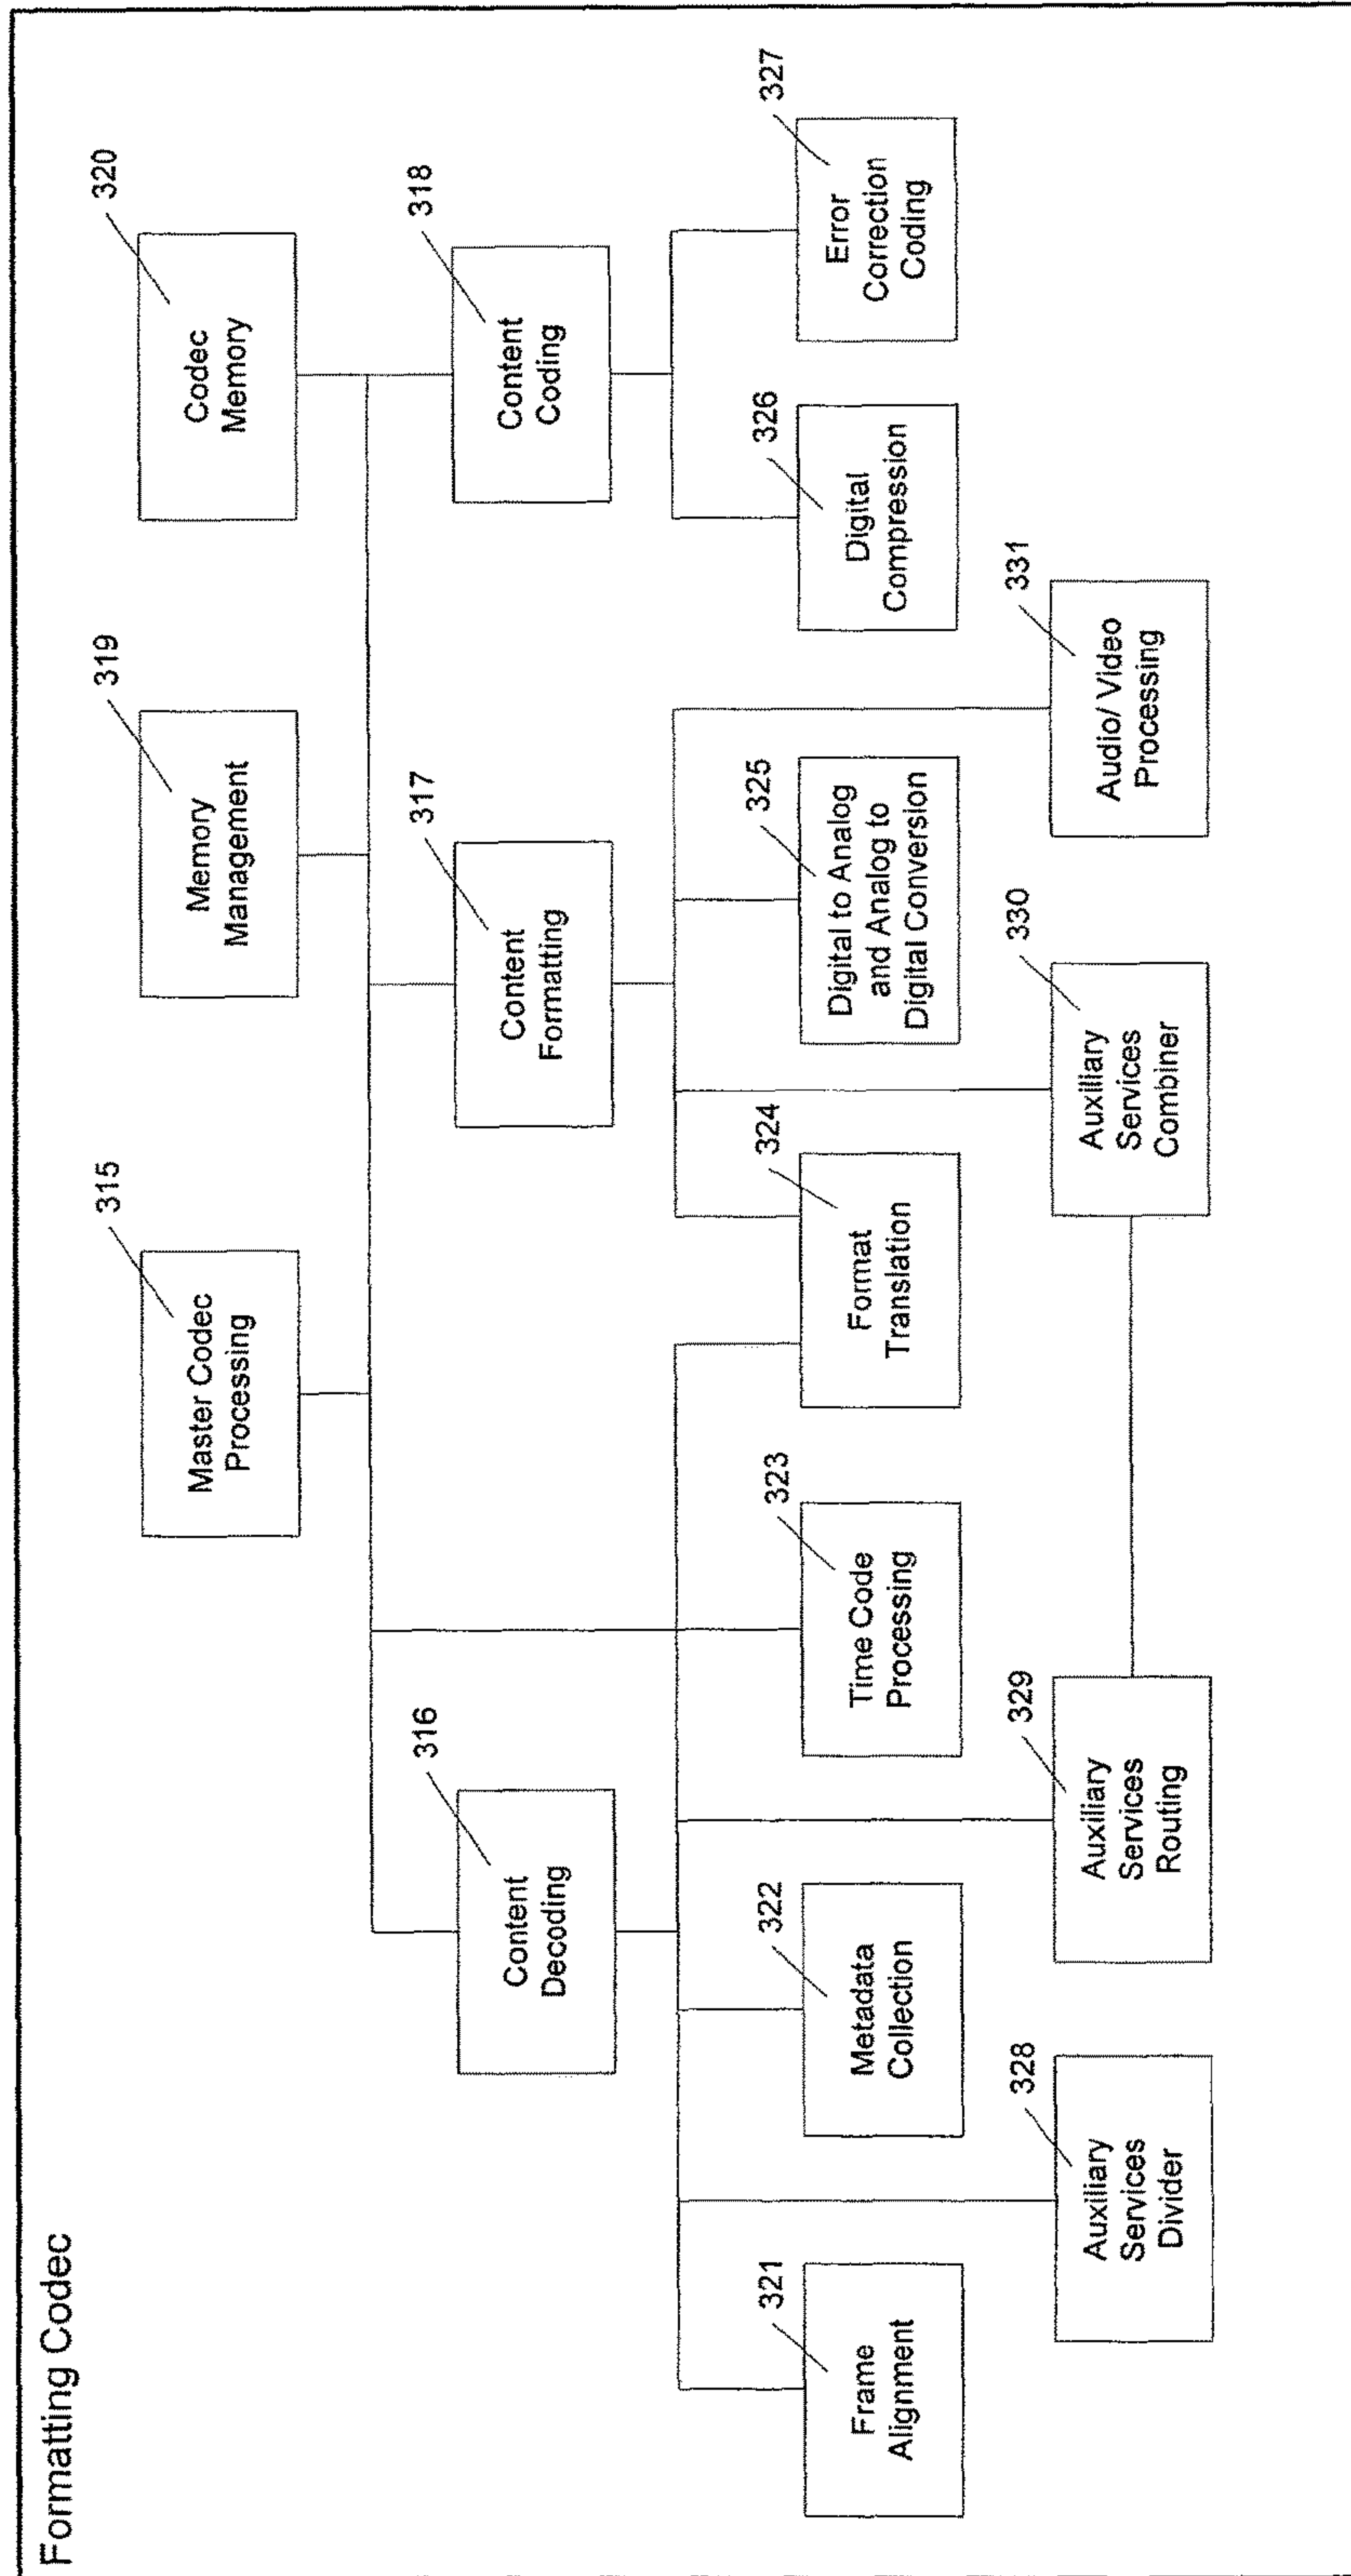 Formatting Codec
315
Master Codec
Processing
319
Memory
Management
320
Codec
Memory
316
Content
Decoding
317
Content
Formatting
318
Content
Coding
321
Frame
Alignment
322
Metadata
Collection
323
Time Code
Processing
324
Format
Translation
325
Digital to Analog
and Analog to
Digital Conversion
326
Digital
Compression
327
Error
Correction
Coding
328
Auxiliary
Services
Divider
329
Auxiliary
Services
Routing
330
Auxiliary
Services
Combiner
331
Audio/ Video
Processing